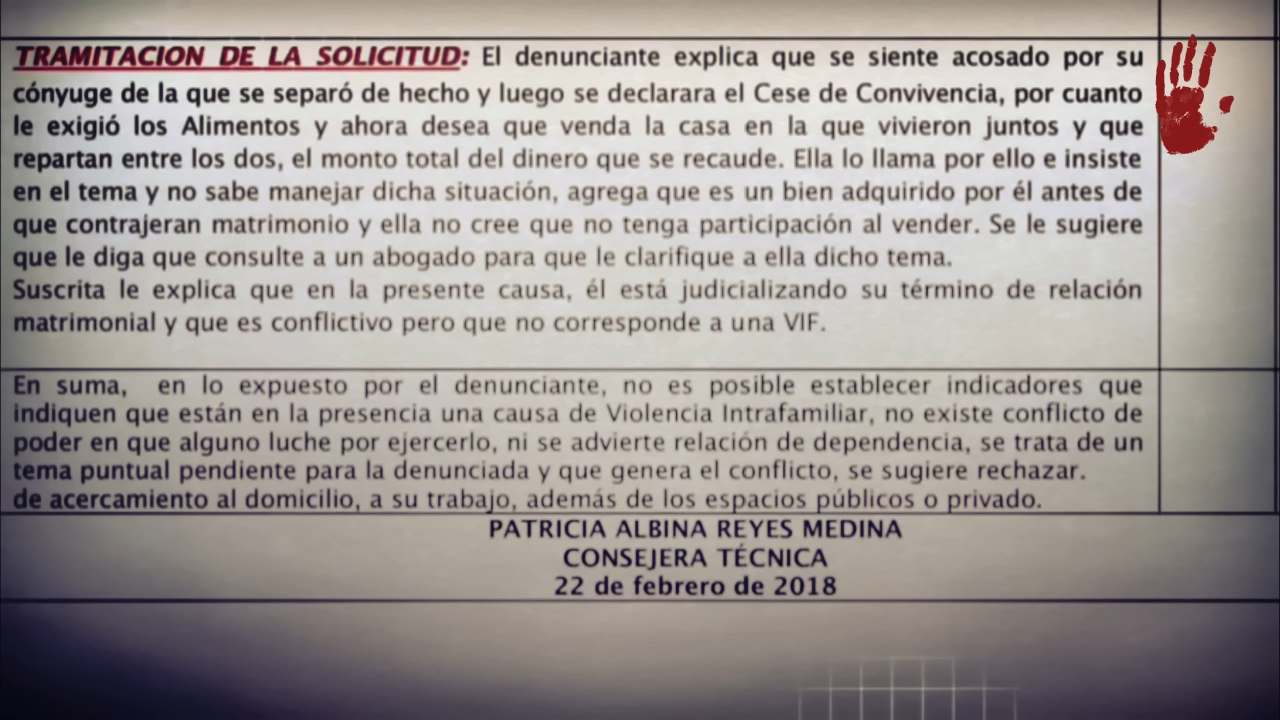 TRAMITACION DE LA SOLICITUD: El denunciante explica que se siente acosado por su
cónyuge de la que se separó de hecho y luego se declarara el Cese de Convivencia, por cuanto
le exigió los Alimentos y ahora desea que venda la casa en la que vivieron juntos y que
repartan entre los dos, el monto total del dinero que se recaude. Ella lo llama por ello e insiste
en el tema y no sabe manejar dicha situación, agrega que es un bien adquirido por él antes de
que contrajeran matrimonio y ella no cree que no tenga participación al vender. Se le sugiere
que le diga que consulte a un abogado para que le clarifique a ella dicho tema.
Suscrita le explica que en la presente causa, él está judicializando su término de relación
matrimonial y que es conflictivo pero que no corresponde a una VIF.
En suma, en lo expuesto por el denunciante, no es posible establecer indicadores que
indiquen que están en la presencia una causa de Violencia Intrafamiliar, no existe conflicto de
poder en que alguno luche por ejercerlo, ni se advierte relación de dependencia, se trata de un
tema puntual pendiente para la denunciada y que genera el conflicto, se sugiere rechazar.
de acercamiento al domicilio, a su trabajo, además de los espacios públicos o privado.
PATRICIA ALBINA REYES MEDINA
CONSEJERA TÉCNICA
22 de febrero de 2018